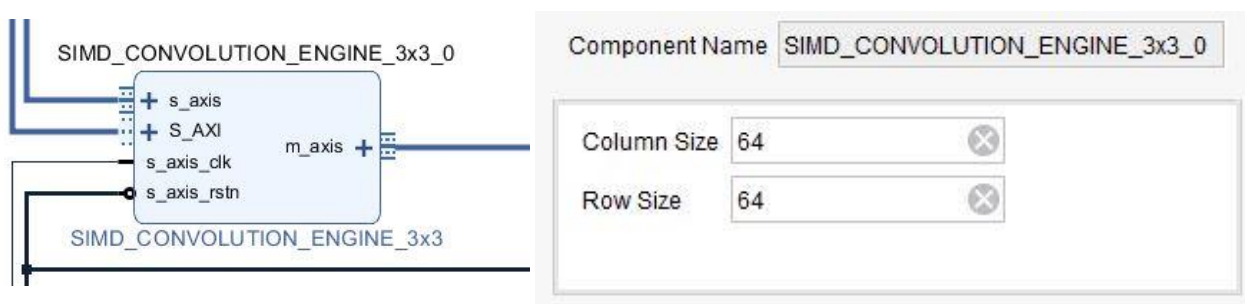 SIMD_CONVOLUTION_ENGINE_3x3_0
s_axis
S_AXI
m_axis
s_axis_clk
s_axis_rstn
SIMD_CONVOLUTION_ENGINE_3x3
Component Name SIMD_CONVOLUTION_ENGINE_3x3_0
Column Size 64
Row Size 64